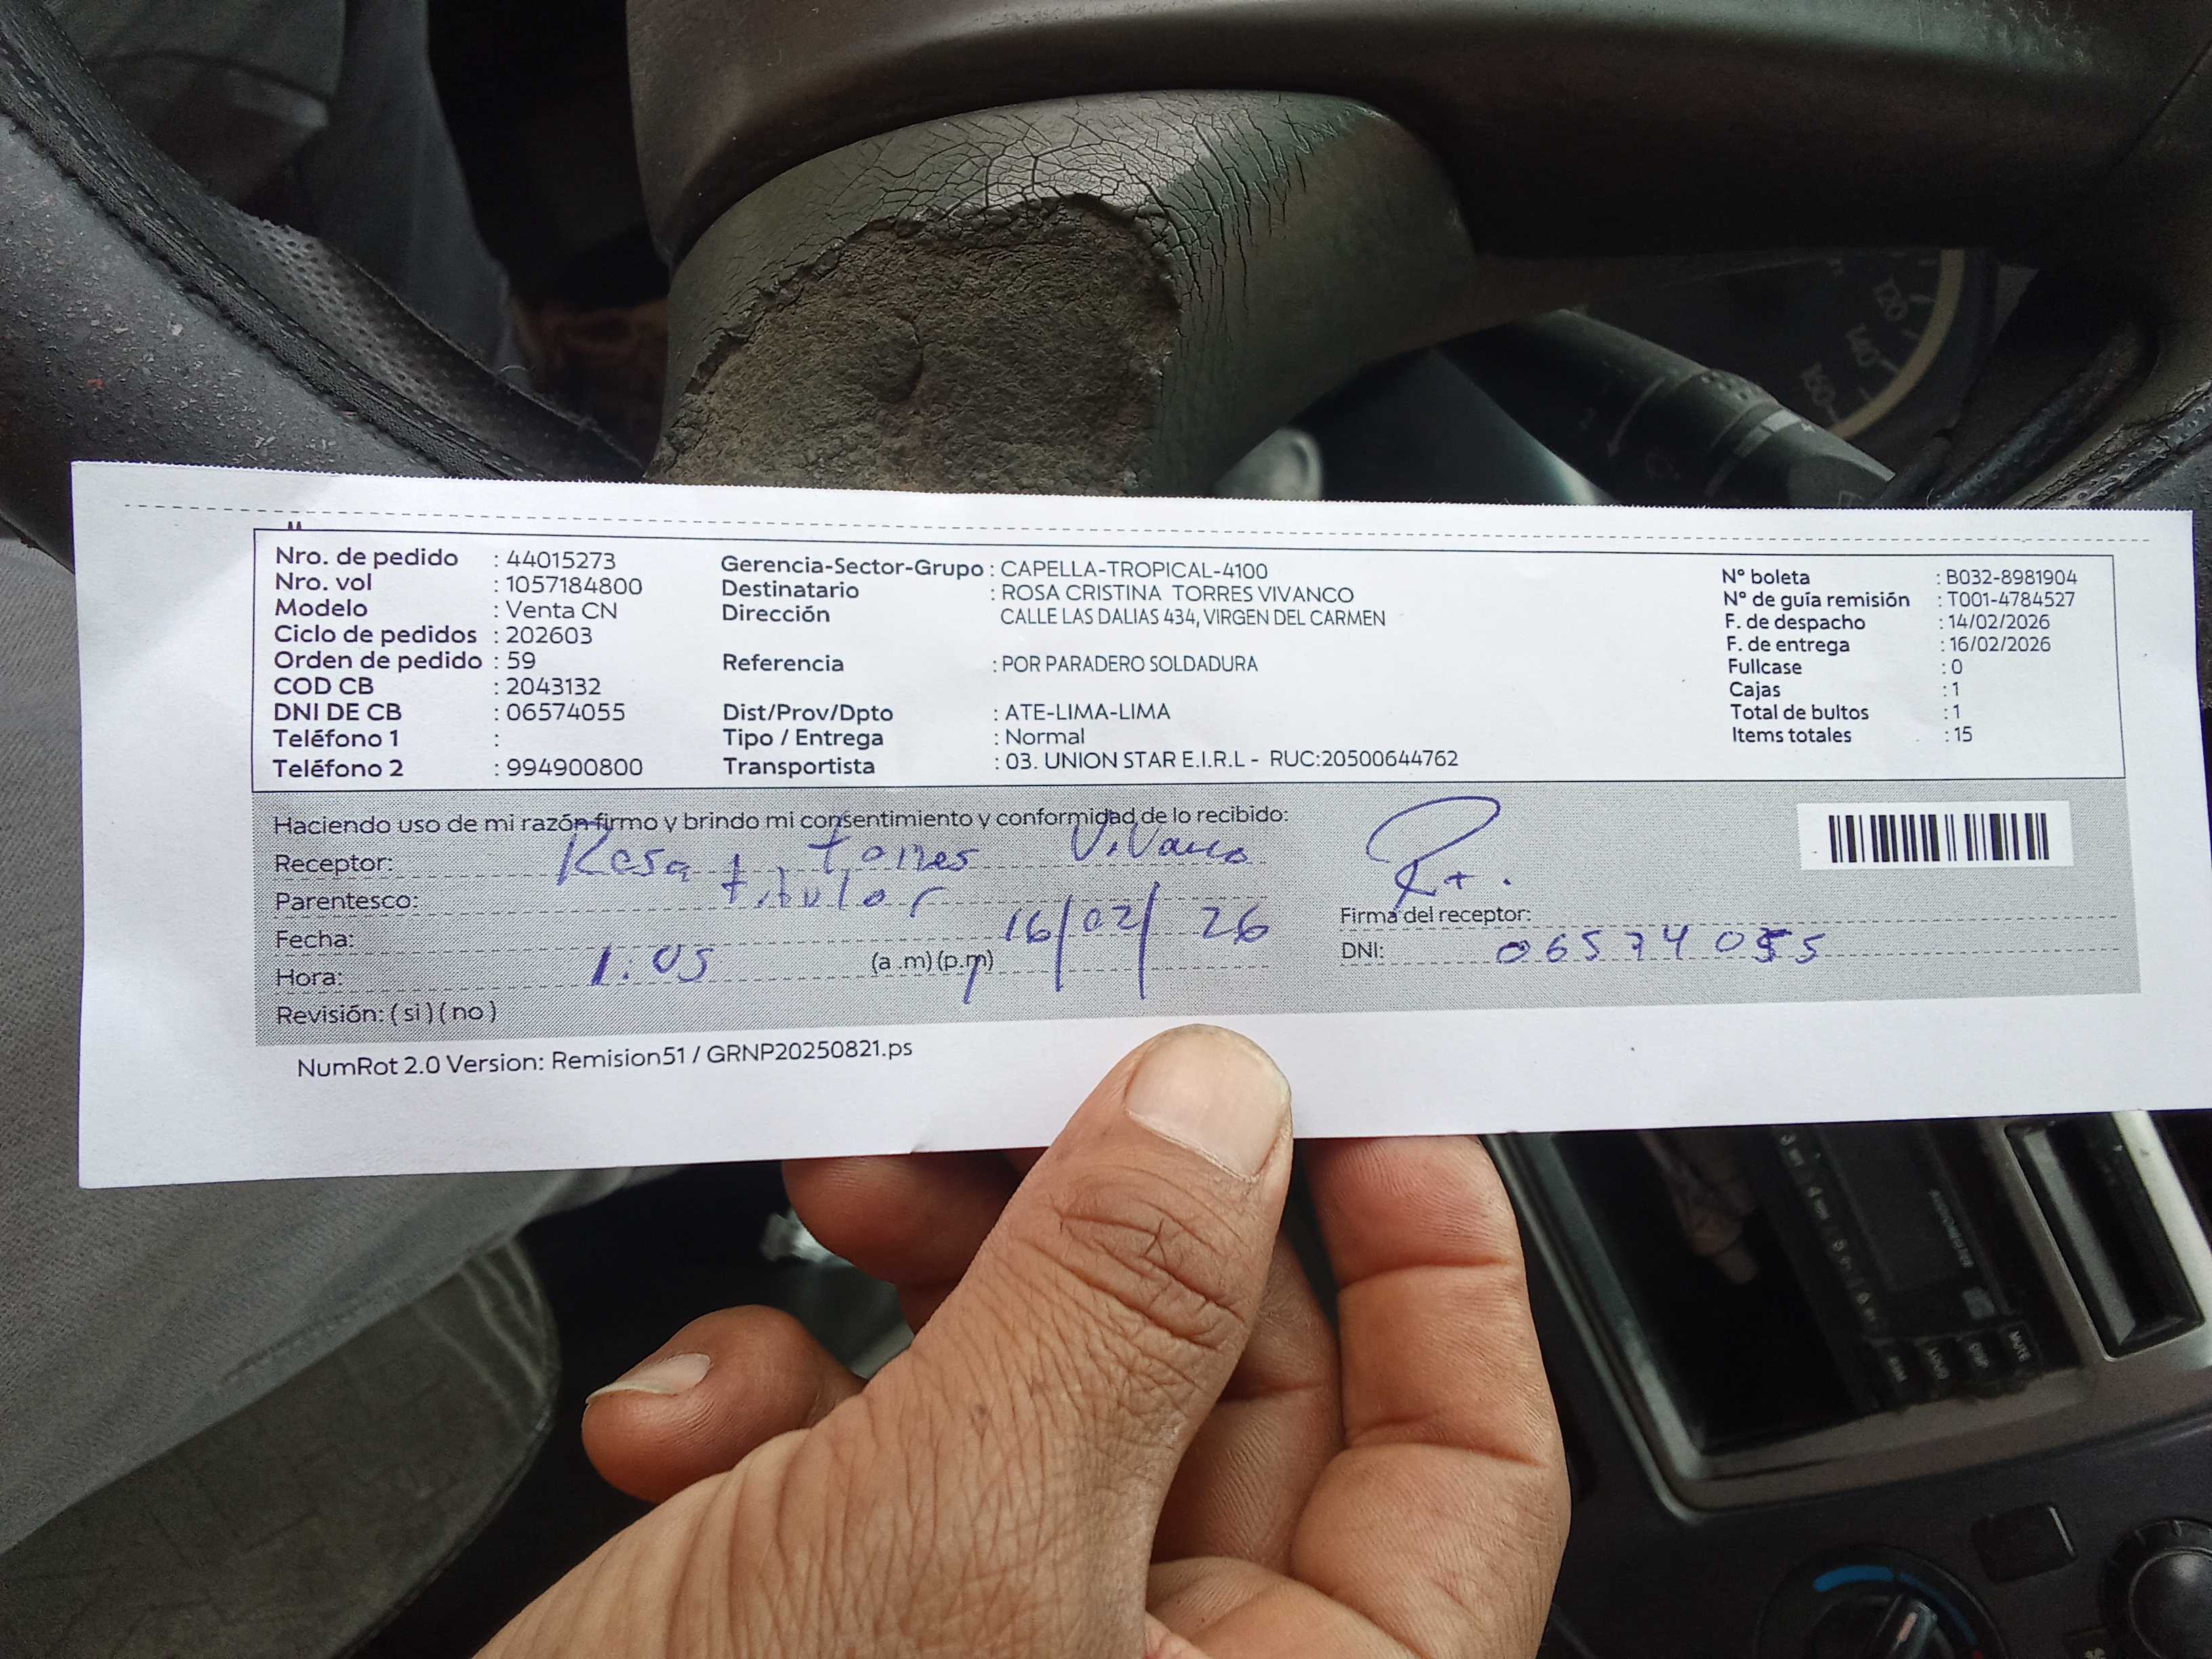 Nro. de pedido : 44015273
Nro. vol : 1057184800
Modelo : Venta CN
Ciclo de pedidos : 202603
Orden de pedido : 59
COD CB : 2043132
DNI DE CB : 06574055
Teléfono 1 :
Teléfono 2 : 994900800
Gerencia-Sector-Grupo : CAPELLA-TROPICAL-4100
Destinatario : ROSA CRISTINA TORRES VIVANCO
Dirección CALLE LAS DALIAS 434, VIRGEN DEL CARMEN
Referencia : POR PARADERO SOLDADURA
Dist/Prov/Dpto : ATE-LIMA-LIMA
Tipo / Entrega : Normal
Transportista : 03. UNION STAR E.I.R.L - RUC:20500644762
N° boleta : B032-8981904
N° de guía remisión : T001-4784527
F. de despacho : 14/02/2026
F. de entrega : 16/02/2026
Fullcase : 0
Cajas : 1
Total de bultos : 1
Items totales : 15
Haciendo uso de mi razón firmo y brindo mi consentimiento y conformidad de lo recibido:
Receptor: Rosa torres Vivanco
Parentesco: titular
Fecha: 16/02/26
Hora: 1:05 (a .m) (p.m)
Revisión: ( si ) ( no )
Rt.
Firma del receptor:
DNI: 06574055
NumRot 2.0 Version: Remision51 / GRNP20250821.ps
120
140
160
MUTE
DISP
LOUD